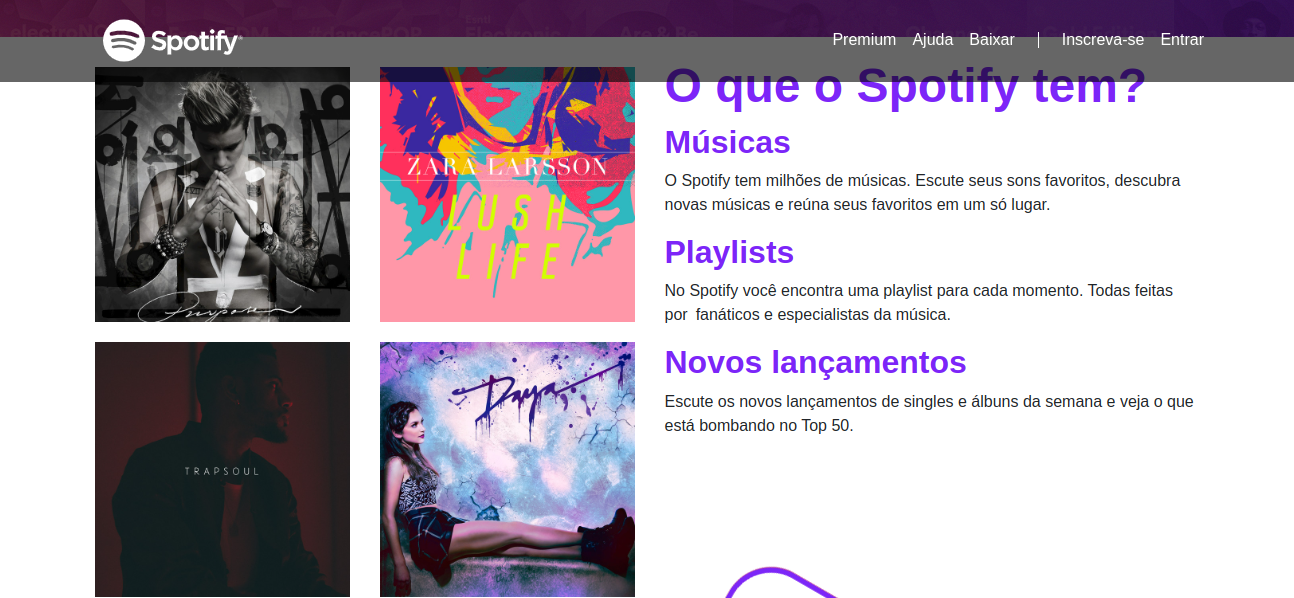 Spotify
Premium Ajuda Baixar | Inscreva-se Entrar
O que o Spotify tem?
Músicas
O Spotify tem milhões de músicas. Escute seus sons favoritos, descubra
novas músicas e reúna seus favoritos em um só lugar.
Playlists
No Spotify você encontra uma playlist para cada momento. Todas feitas
por fanáticos e especialistas da música.
Novos lançamentos
Escute os novos lançamentos de singles e álbuns da semana e veja o que
está bombando no Top 50.
Purpose
ZARA LARSSON
LUSH
LIFE
TRAPSOUL
Daya